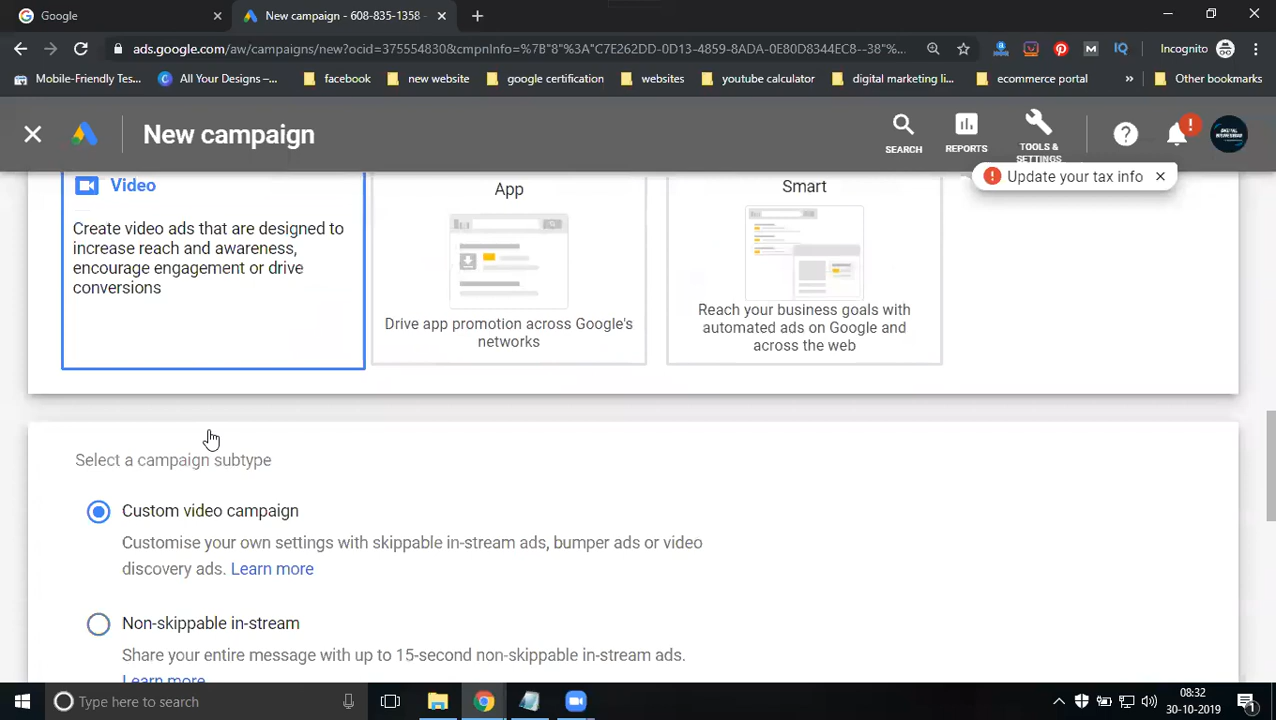 Google
New campaign - 608-835-1358 -
ads.google.com/aw/campaigns/new?ocid=375554830&cmpnInfo=%7B"8"%3A"C7E262DD-0D13-4859-8ADA-0E80D8344EC8--38"%...
Incognito
Mobile-Friendly Tes...
All Your Designs –...
facebook
new website
google certification
websites
youtube calculator
digital marketing li...
ecommerce portal
»
Other bookmarks
New campaign
SEARCH
REPORTS
TOOLS &
SETTINGS
Update your tax info
Video
Create video ads that are designed to
increase reach and awareness,
encourage engagement or drive
conversions
App
Drive app promotion across Google's
networks
Smart
Reach your business goals with
automated ads on Google and
across the web
Select a campaign subtype
Custom video campaign
Customise your own settings with skippable in-stream ads, bumper ads or video
discovery ads. Learn more
Non-skippable in-stream
Share your entire message with up to 15-second non-skippable in-stream ads.
Learn more
Type here to search
08:32
30-10-2019